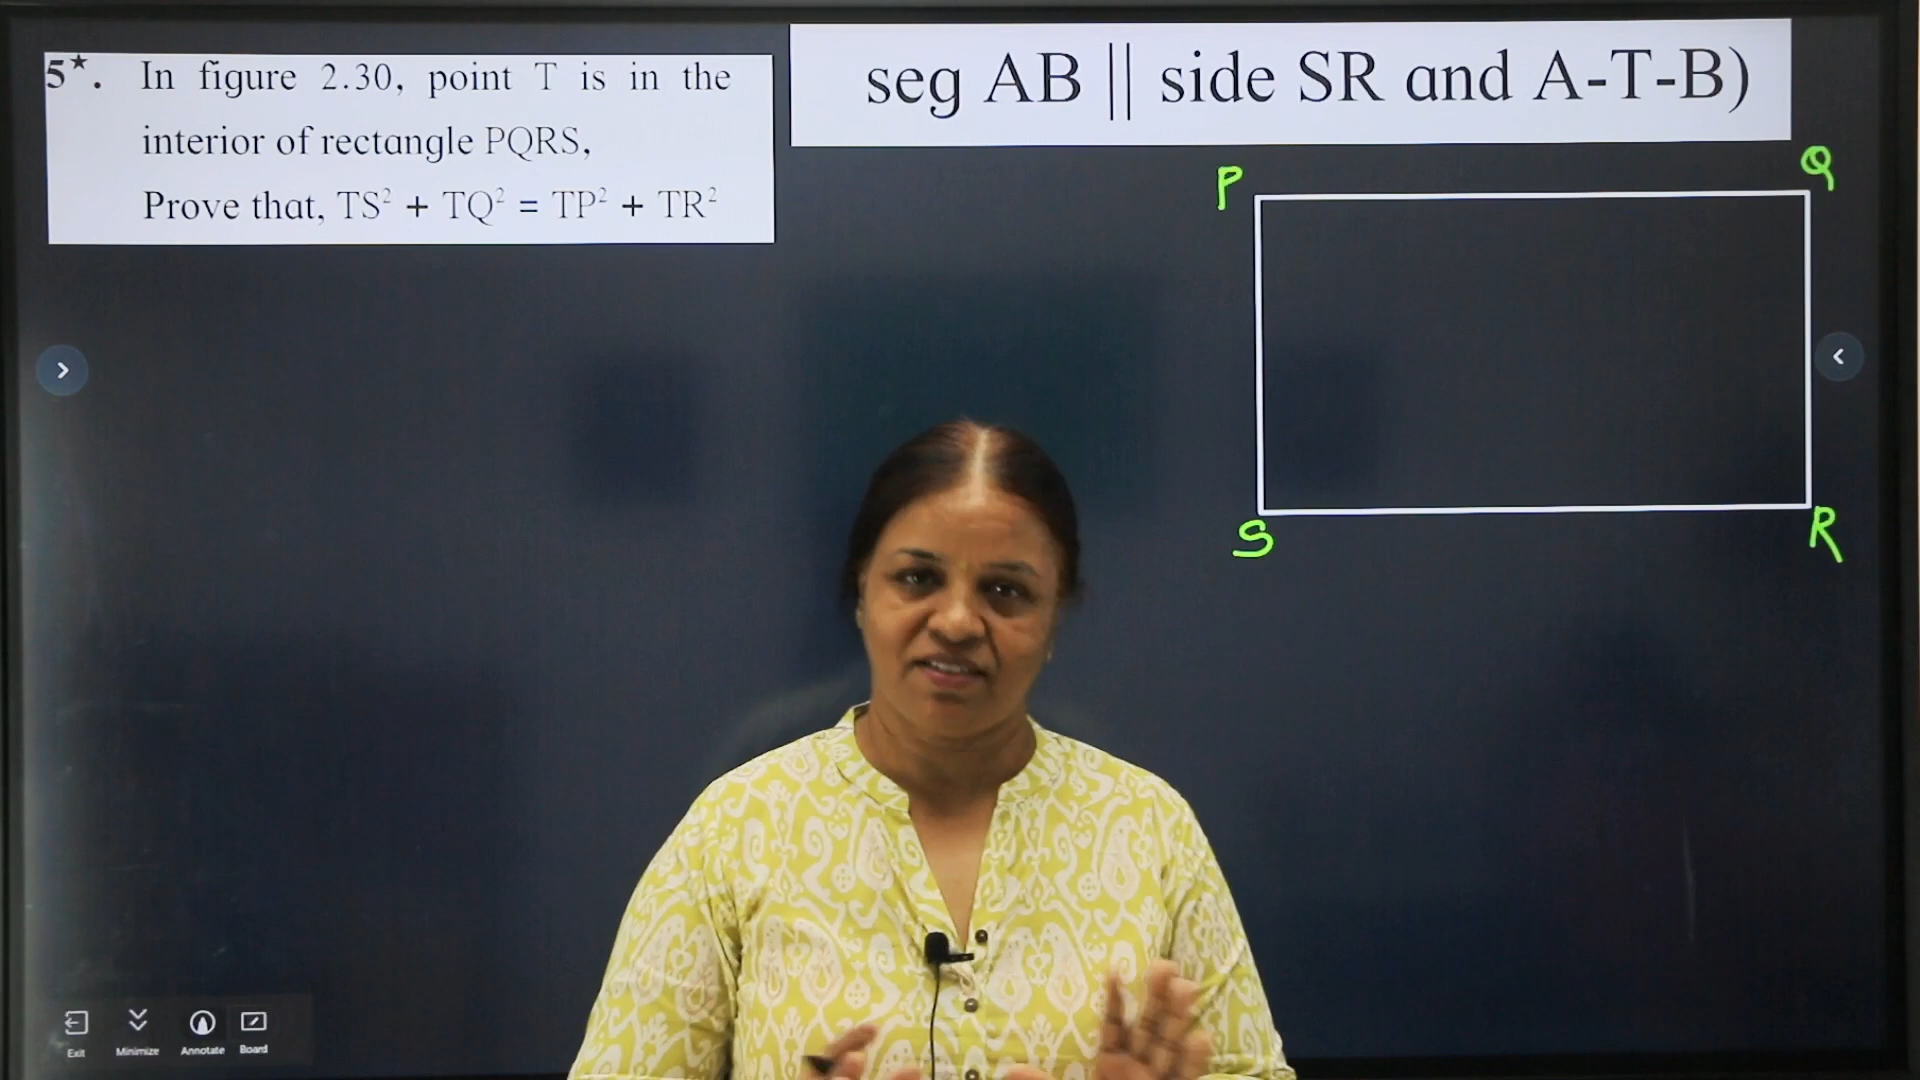 5★. In figure 2.30, point T is in the
interior of rectangle PQRS,
Prove that, TS² + TQ² = TP² + TR²
seg AB || side SR and A-T-B)
P
Q
S
R
Exit
Minimize
Annotate
Board